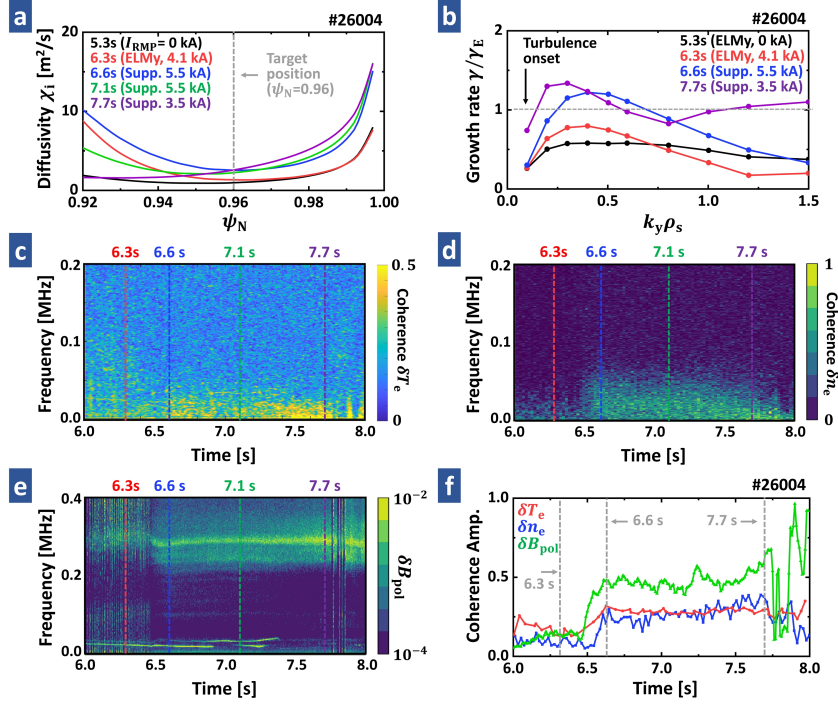 a
#26004
Diffusivity χi [m²/s]
20
10
0
5.3s (IRMP= 0 kA)
6.3s (ELMy, 4.1 kA)
6.6s (Supp. 5.5 kA)
7.1s (Supp. 5.5 kA)
7.7s (Supp. 3.5 kA)
Target
position
(ψN=0.96)
0.92 0.94 0.96 0.98 1.00
ψN
b
#26004
Growth rate γ/γE
2
1
0
Turbulence
onset
5.3s (ELMy, 0 kA)
6.3s (ELMy, 4.1 kA)
6.6s (Supp. 5.5 kA)
7.7s (Supp. 3.5 kA)
0.0 0.5 1.0 1.5
kyρs
c
6.3s 6.6 s 7.1 s 7.7 s
Frequency [MHz]
0.2
0.1
0.0
6.0 6.5 7.0 7.5 8.0
Time [s]
0.5
Coherence δTe
0
d
6.3s 6.6 s 7.1 s 7.7 s
Frequency [MHz]
0.2
0.1
0.0
6.0 6.5 7.0 7.5 8.0
Time [s]
1
Coherence δne
0
e
6.3s 6.6 s 7.1 s 7.7 s
Frequency [MHz]
0.4
0.2
0.0
6.0 6.5 7.0 7.5 8.0
Time [s]
10⁻²
δBpol
10⁻⁴
f
#26004
Coherence Amp.
1.0
0.5
0.0
δTe
δne
δBpol
6.6 s 7.7 s
6.3 s
6.0 6.5 7.0 7.5 8.0
Time [s]